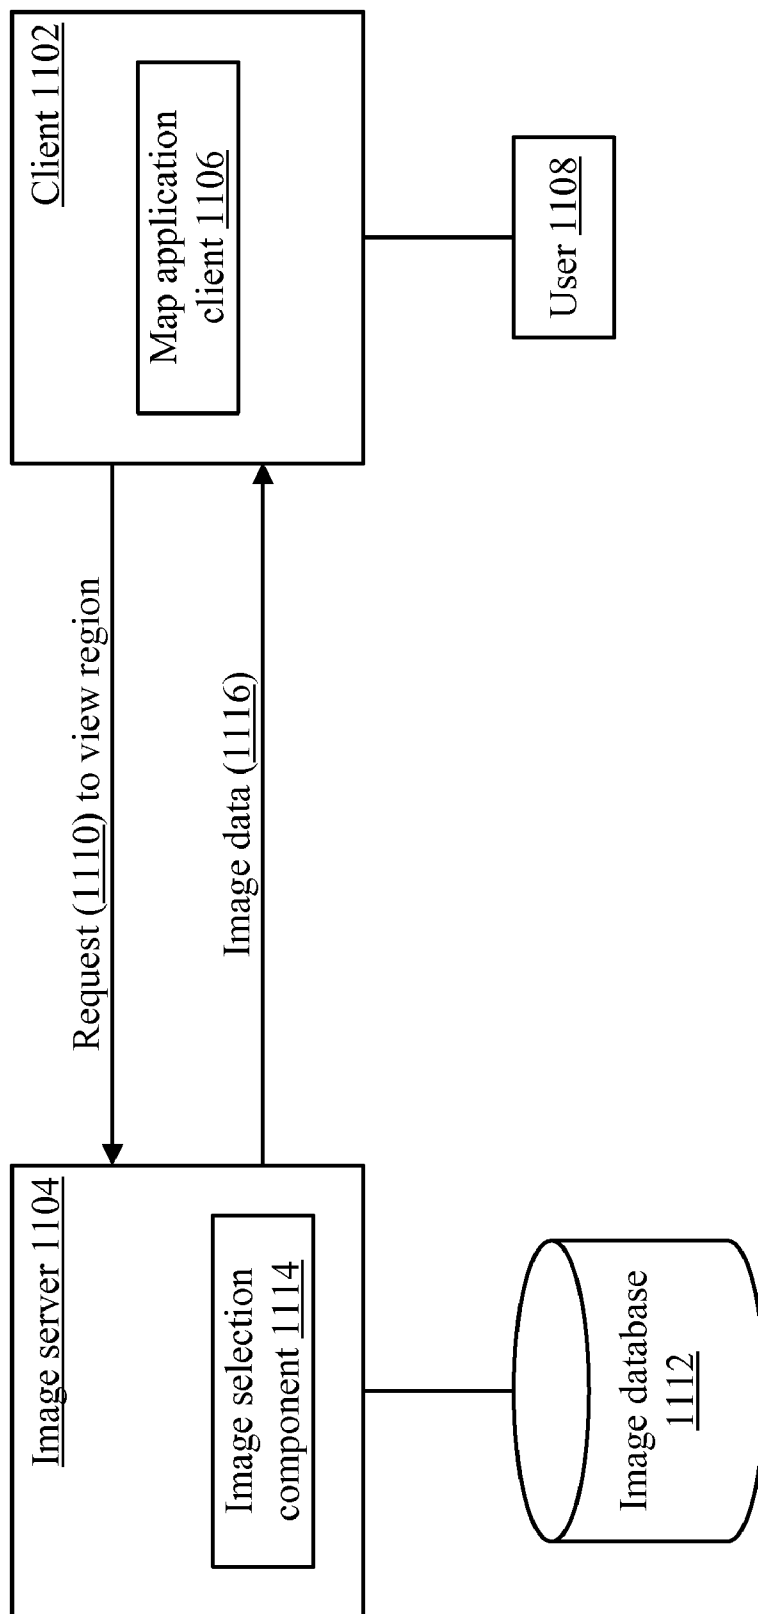 Image server 1104
Image selection
component 1114
Image database
1112
Request (1110) to view region
Image data (1116)
Client 1102
Map application
client 1106
User 1108